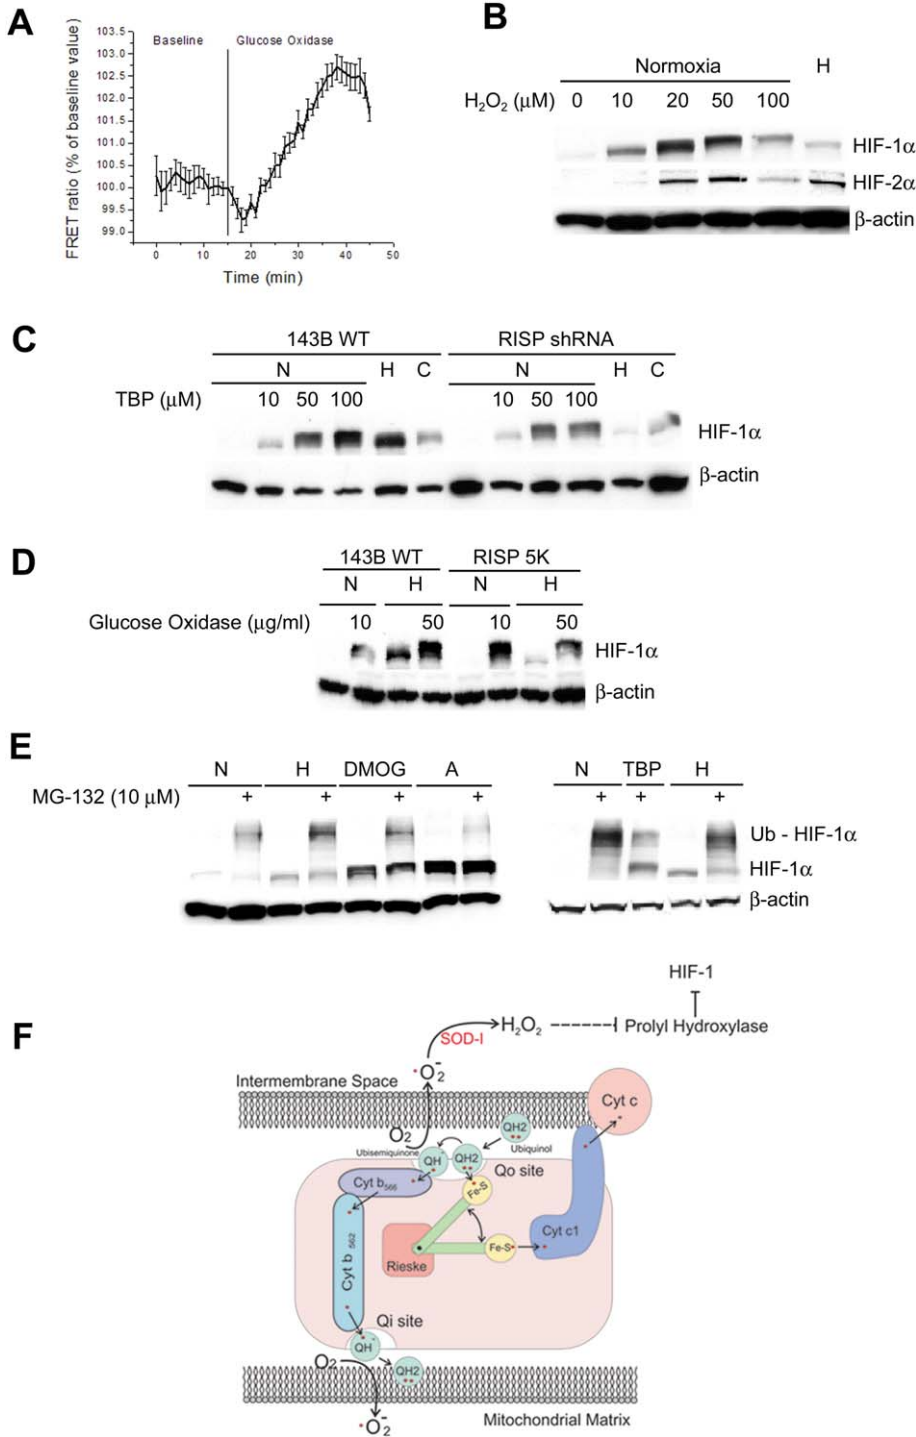 A
103.5
103.0
102.5
102.0
101.5
101.0
100.5
100.0
99.5
99.0
FRET ratio (% of baseline value)
Baseline Glucose Oxidase
0 10 20 30 40 50
Time (min)
B
Normoxia H
H2O2 (μM) 0 10 20 50 100
HIF-1α
HIF-2α
β-actin
C
143B WT RISP shRNA
N H C N H C
TBP (μM) 10 50 100 10 50 100
HIF-1α
β-actin
D
143B WT RISP 5K
N H N H
Glucose Oxidase (μg/ml) 10 50 10 50
HIF-1α
β-actin
E
N H DMOG A N TBP H
MG-132 (10 μM) + + + + + + +
Ub - HIF-1α
HIF-1α
β-actin
F
HIF-1
H2O2 Prolyl Hydroxylase
SOD-I
·O2-
Intermembrane Space
Cyt c
O2 QH2
Ubisemiquinone Ubiquinol
QH· QH2 Qo site
Cyt b566 Fe-S
Cyt b 562
Rieske Fe-S Cyt c1
Qi site
QH·
O2 QH2
·O2-
Mitochondrial Matrix